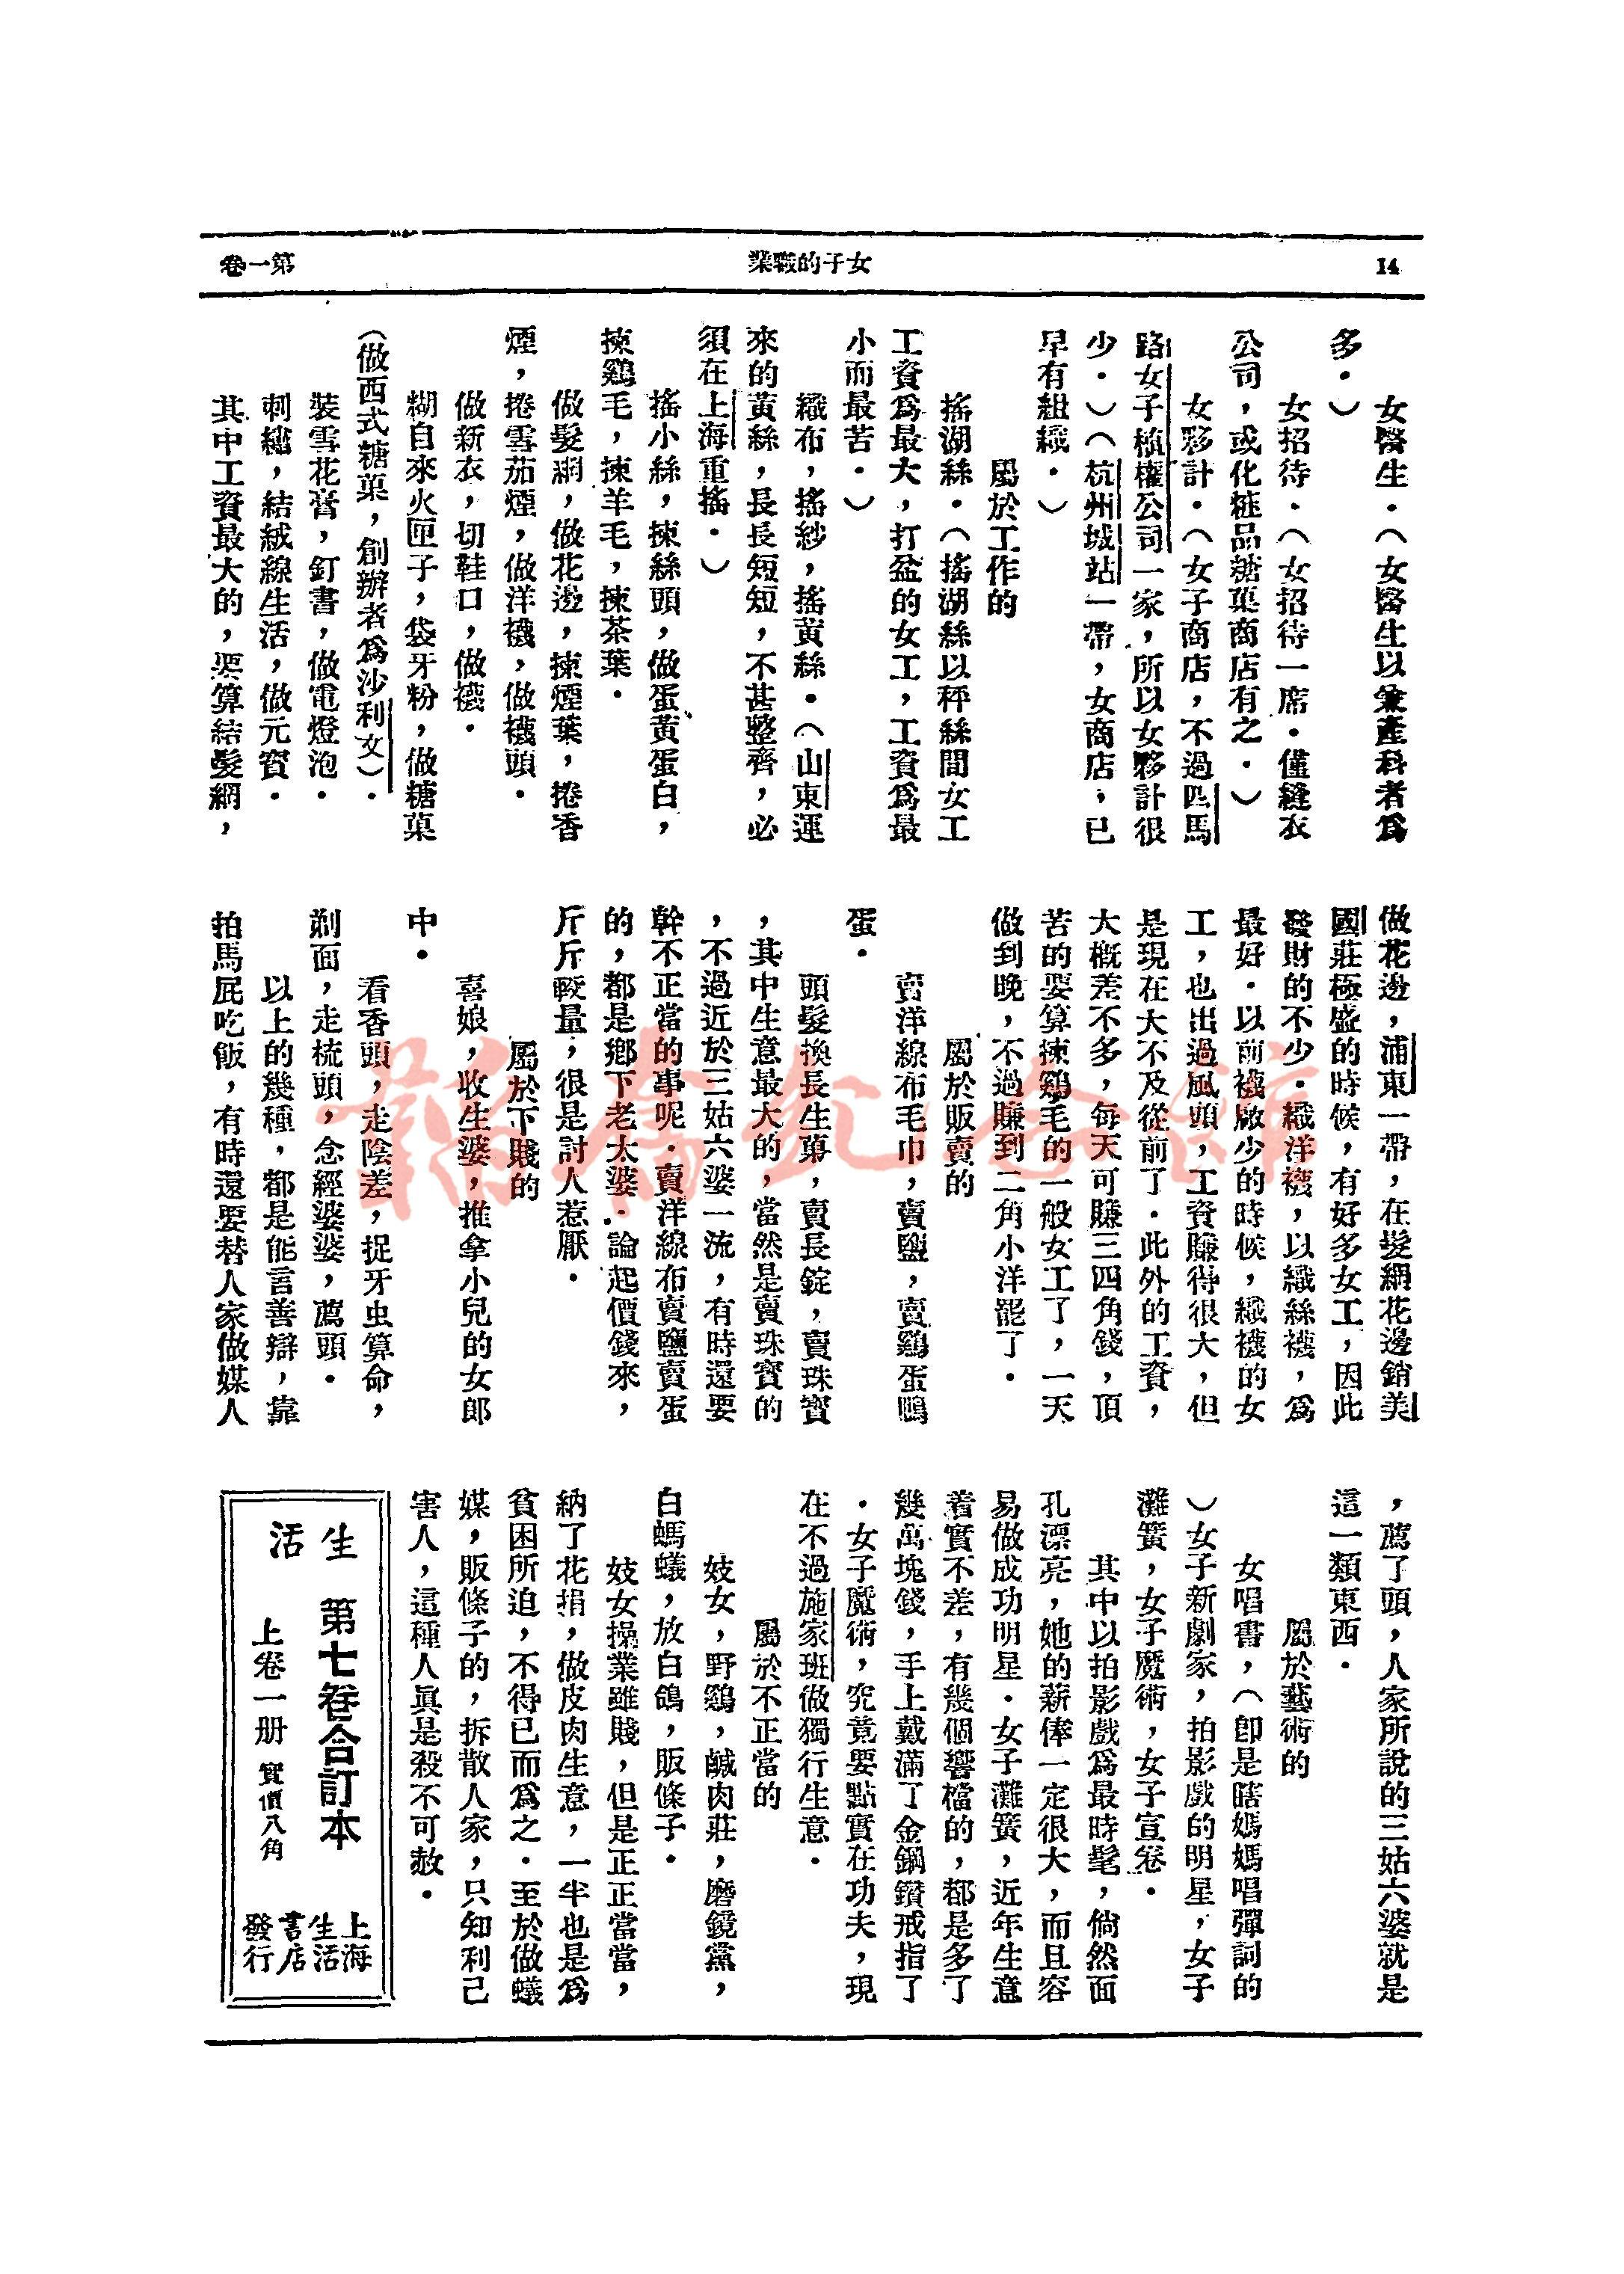 14
女子的職業
第一卷
女醫生．（女醫生以兼產科者爲
多．）
女招待．（女招待一席．僅縫衣
公司，或化粧品糖菓商店有之．）
女夥計．（女子商店，不過四馬
路女子植權公司一家，所以女夥計很
少．）（杭州城站一帶，女商店，已
早有組織．）
屬於工作的
搖湖絲．（搖湖絲以秤絲間女工
工資爲最大，打盆的女工，工資爲最
小而最苦．）
織布，搖紗，搖黃絲．（山東運
來的黃絲，長長短短，不甚整齊，必
須在上海重搖．）
搖小絲，揀絲頭，做蛋黃蛋白，
揀鷄毛，揀羊毛，揀茶葉．
做髮網，做花邊，揀煙葉，捲香
煙，捲雪茄煙，做洋襪，做襪頭．
做新衣，切鞋口，做襪．
糊自來火匣子，袋牙粉，做糖菓
（做西式糖菓，創辦者爲沙利文）．
裝雪花膏，釘書，做電燈泡．
刺繡，結絨線生活，做元寶．
其中工資最大的，要算結髮網，
做花邊，浦東一帶，在髮網花邊銷美
國莊極盛的時候，有好多女工，因此
發財的不少．織洋襪，以織絲襪，爲
最好．以前襪廠少的時候，織襪的女
工，也出過風頭，工資賺得很大，但
是現在大不及從前了．此外的工資，
大概差不多，每天可賺三四角錢，頂
苦的要算揀鷄毛的一般女工了，一天
做到晚，不過賺到二角小洋罷了．
屬於販賣的
賣洋線布毛巾，賣鹽，賣鷄蛋鴨
蛋．
頭髮換長生菓，賣長錠，賣珠寶
，其中生意最大的，當然是賣珠寶的
，不過近於三姑六婆一流，有時還要
幹不正當的事呢．賣洋線布賣鹽賣蛋
的，都是鄉下老太婆．論起價錢來，
斤斤較量，很是討人惹厭．
屬於下賤的
喜娘，收生婆，推拿小兒的女郎
中．
看香頭，走陰差，捉牙虫算命，
剃面，走梳頭，念經婆婆，薦頭．
以上的幾種，都是能言善辯，靠
拍馬屁吃飯，有時還要替人家做媒人
，薦丫頭，人家所說的三姑六婆就是
這一類東西．
屬於藝術的
女唱書，（卽是瞎媽媽唱彈詞的
）女子新劇家，拍影戲的明星，女子
灘簧，女子魔術，女子宣卷．
其中以拍影戲爲最時髦，倘然面
孔漂亮，她的薪俸一定很大，而且容
易做成功明星．女子灘簧，近年生意
着實不差，有幾個響檔的，都是多了
幾萬塊錢，手上戴滿了金鋼鑽戒指了
．女子魔術，究竟要點實在功夫，現
在不過施家班做獨行生意．
屬於不正當的
妓女，野鷄，鹹肉莊，磨鏡黨，
白螞蟻，放白鴿，販條子．
妓女操業雖賤，但是正正當當，
納了花捐，做皮肉生意，一半也是爲
貧困所迫，不得已而爲之．至於做蟻
媒，販條子的，拆散人家，只知利己
害人，這種人眞是殺不可赦．
生活
第七卷合訂本
上卷一册 實價八角
上海生活書店發行
韜奮紀念館